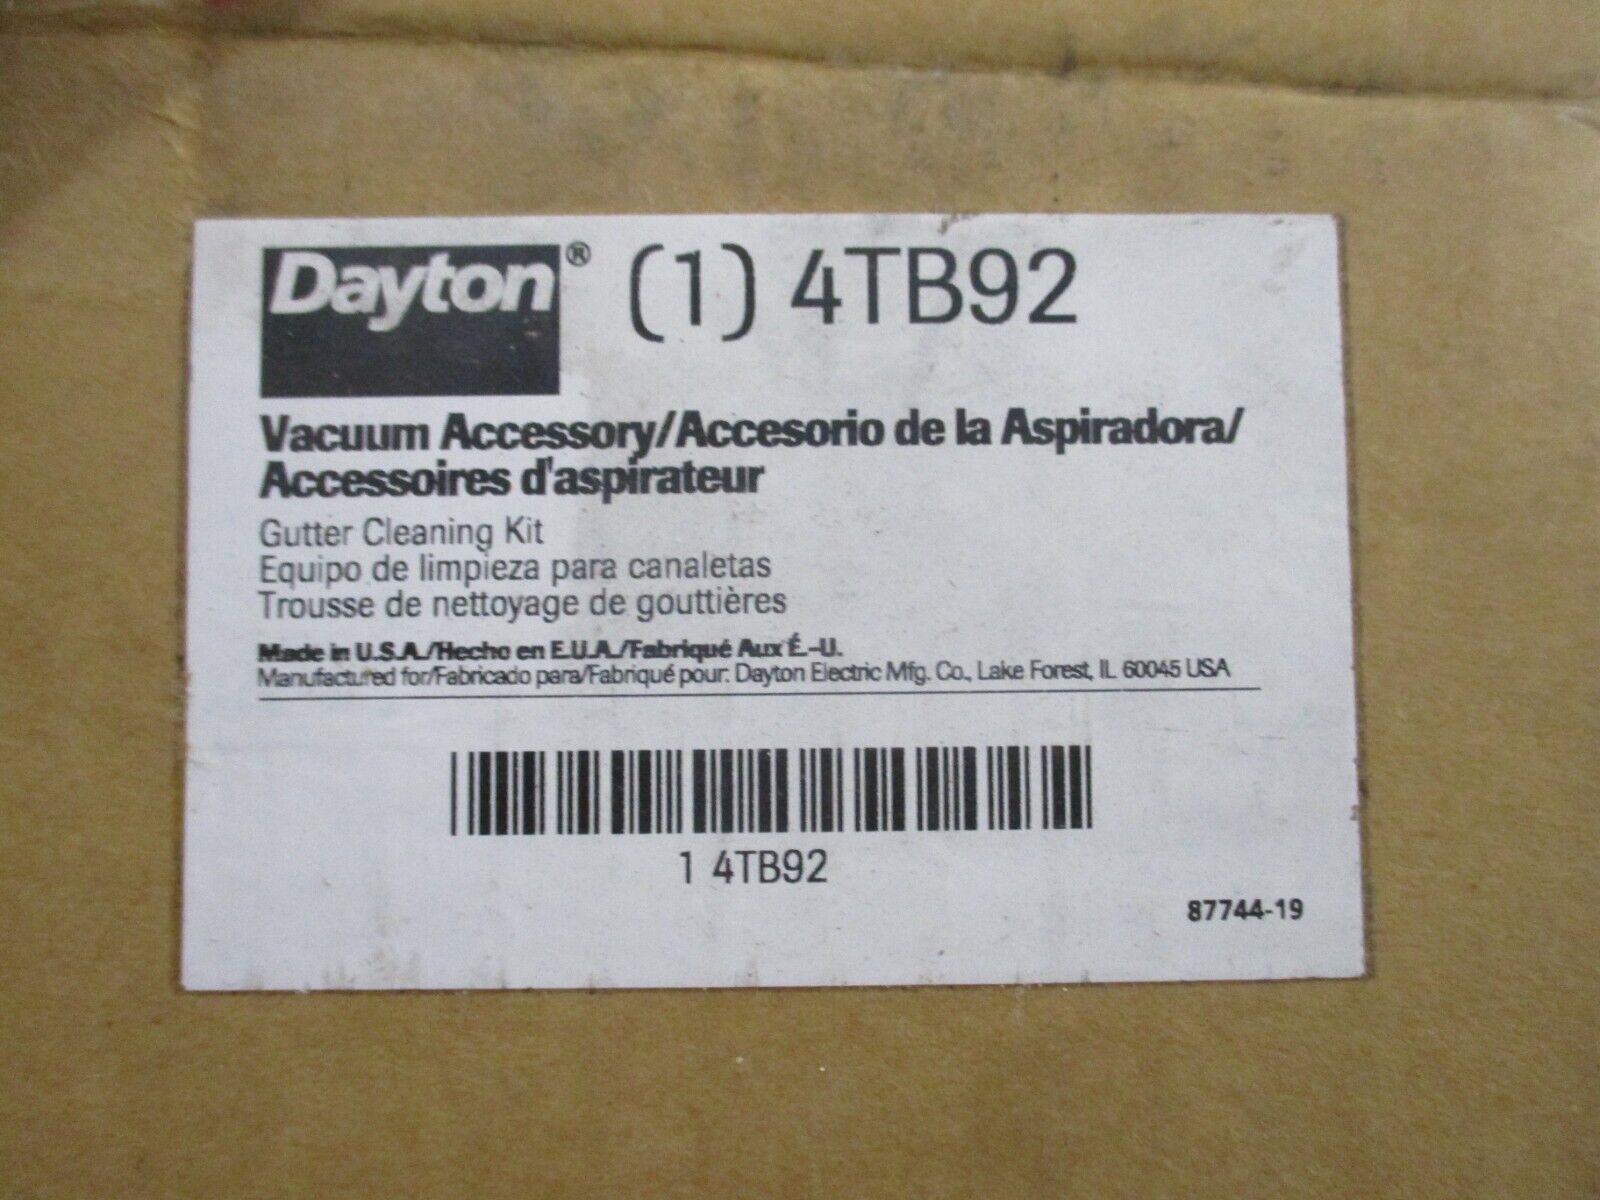 Dayton® (1) 4TB92
Vacuum Accessory/Accesorio de la Aspiradora/
Accessoires d'aspirateur
Gutter Cleaning Kit
Equipo de limpieza para canaletas
Trousse de nettoyage de gouttières
Made in U.S.A./Hecho en E.U.A./Fabriqué Aux É.-U.
Manufactured for/Fabricado para/Fabriqué pour: Dayton Electric Mfg. Co., Lake Forest, IL 60045 USA
1 4TB92
87744-19